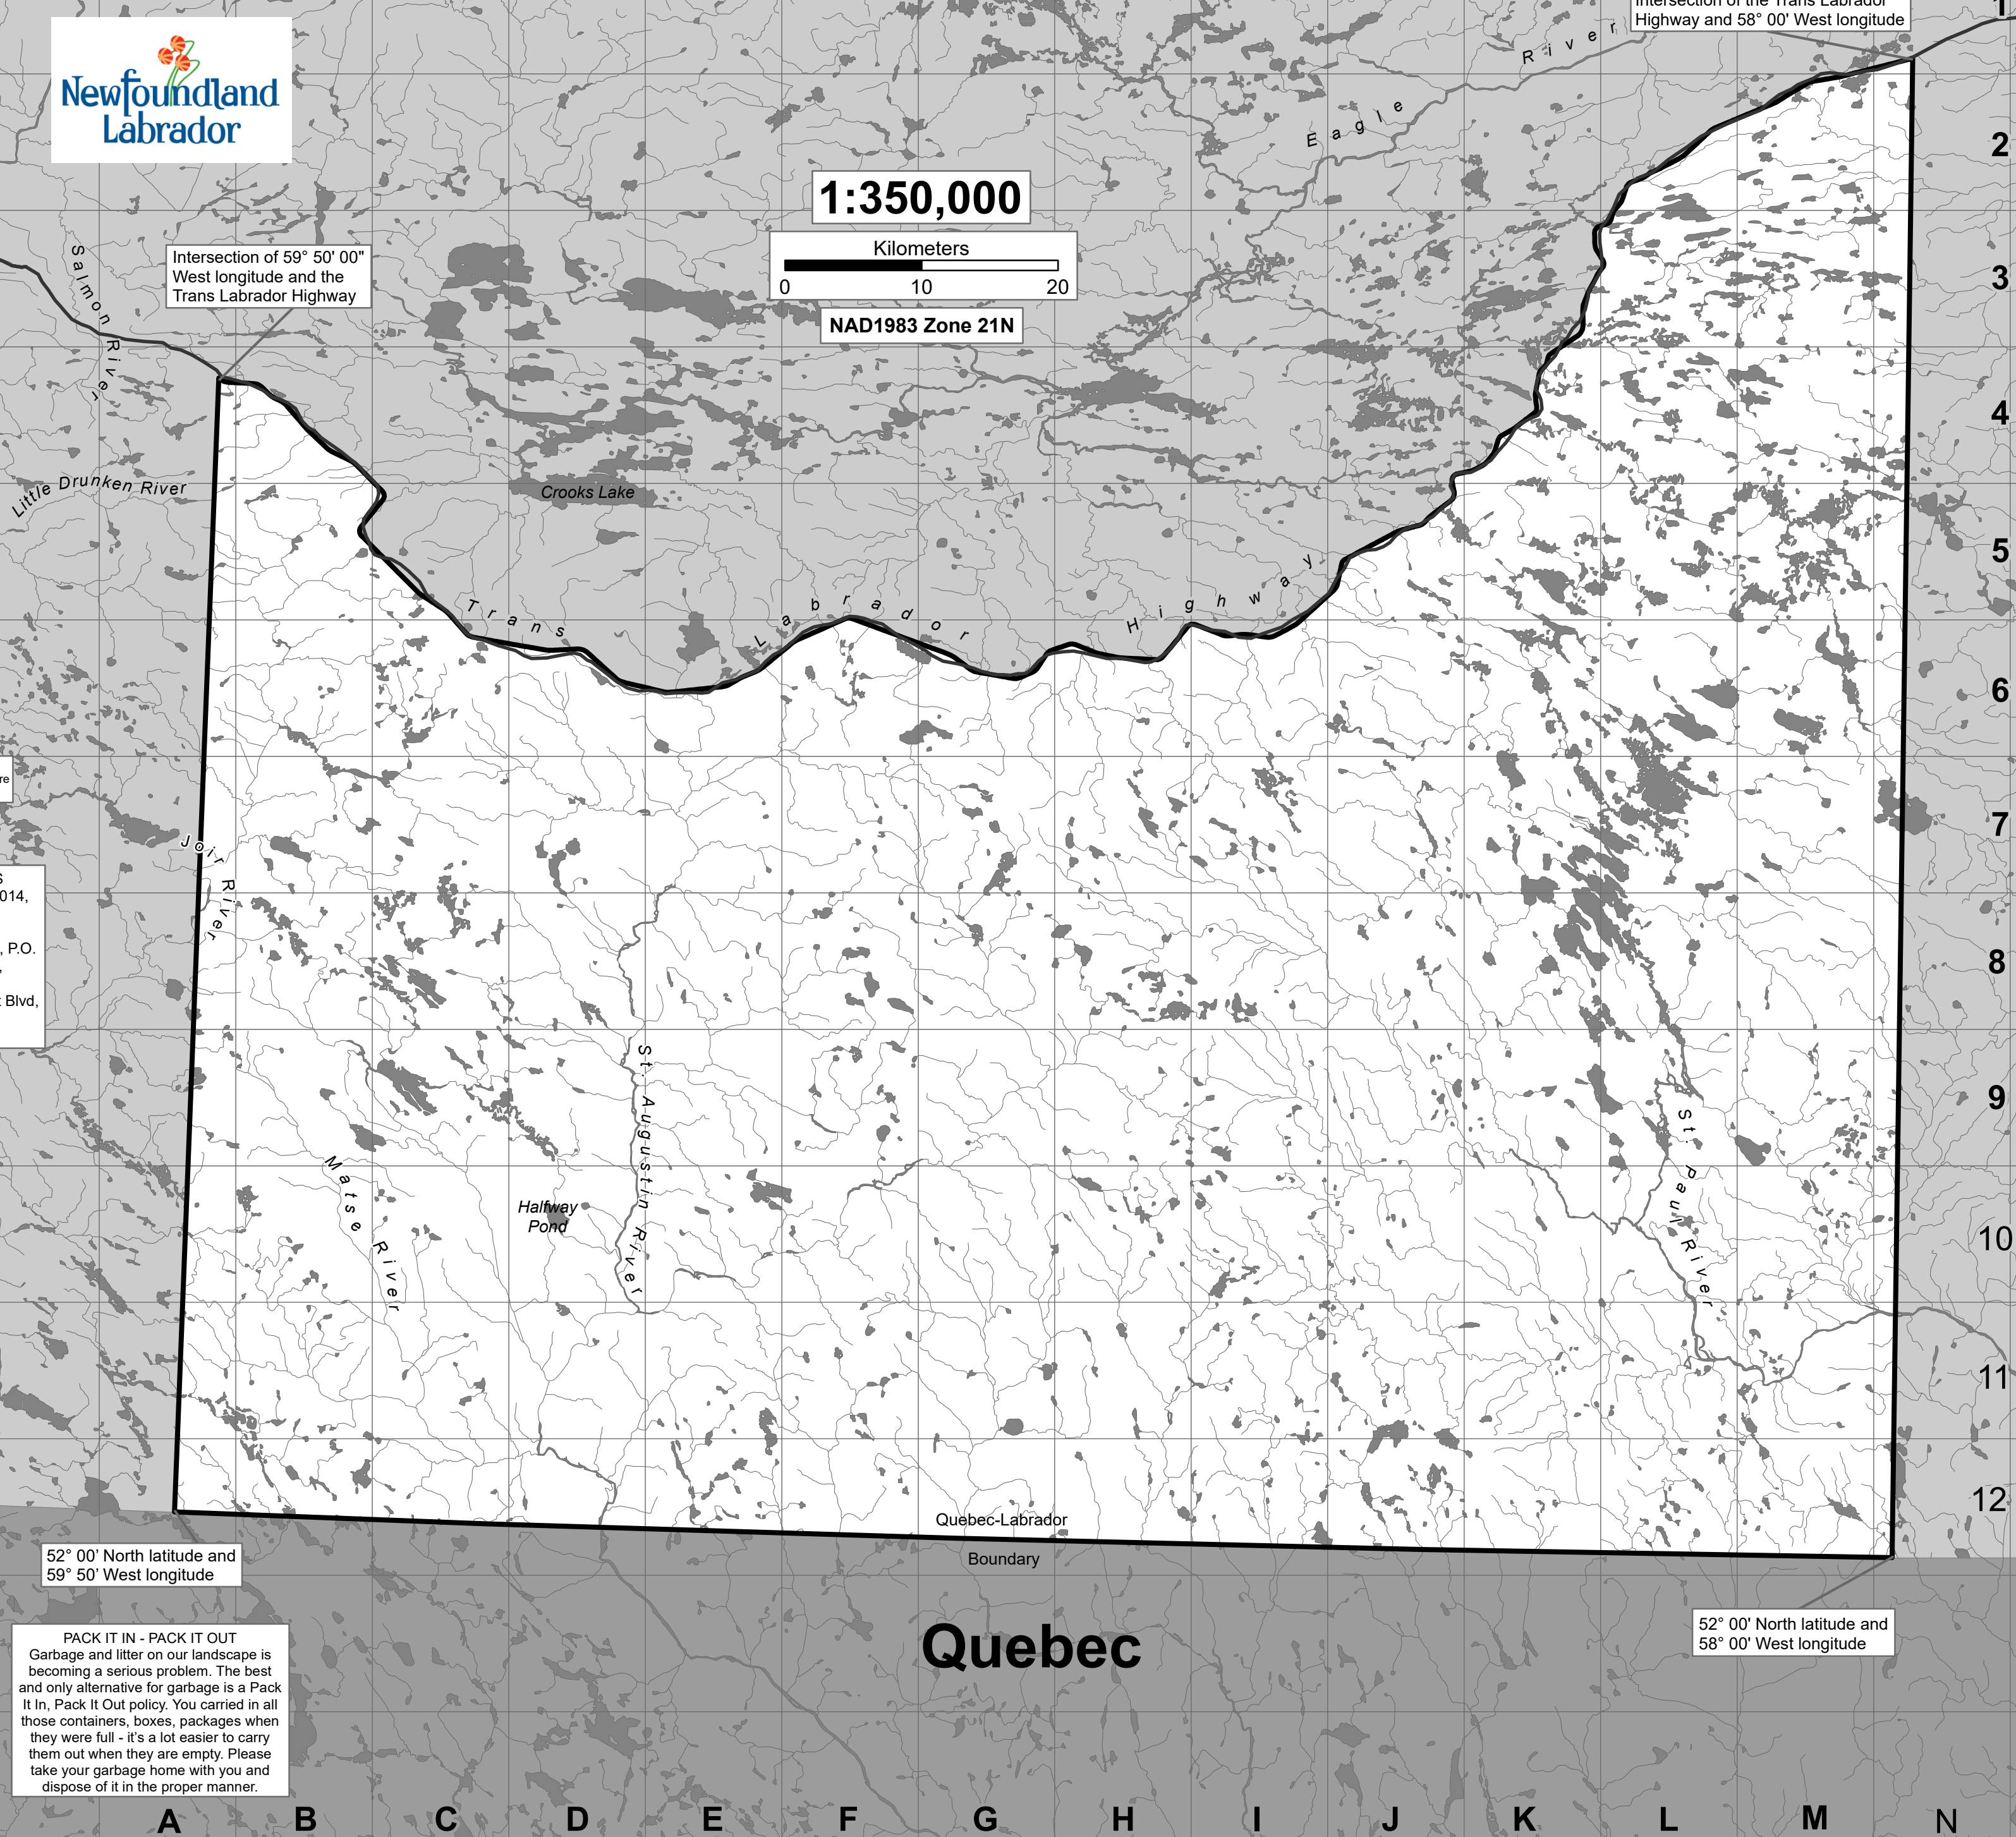 Newfoundland
Labrador
Intersection of the Trans Labrador
Highway and 58° 00' West longitude
1
Eagle River
2
1:350,000
Kilometers
0 10 20
NAD1983 Zone 21N
Salmon River
Intersection of 59° 50' 00"
West longitude and the
Trans Labrador Highway
3
4
Little Drunken River
Crooks Lake
5
Trans Labrador Highway
6
re
7
Joir River
S
014,
, P.O.
,
t Blvd,
8
9
St. Augustin River
St. Paul River
Matse River
Halfway
Pond
10
11
12
Quebec-Labrador
Boundary
52° 00’ North latitude and
59° 50’ West longitude
Quebec
52° 00' North latitude and
58° 00' West longitude
PACK IT IN - PACK IT OUT
Garbage and litter on our landscape is
becoming a serious problem. The best
and only alternative for garbage is a Pack
It In, Pack It Out policy. You carried in all
those containers, boxes, packages when
they were full - it’s a lot easier to carry
them out when they are empty. Please
take your garbage home with you and
dispose of it in the proper manner.
A B C D E F G H I J K L M N